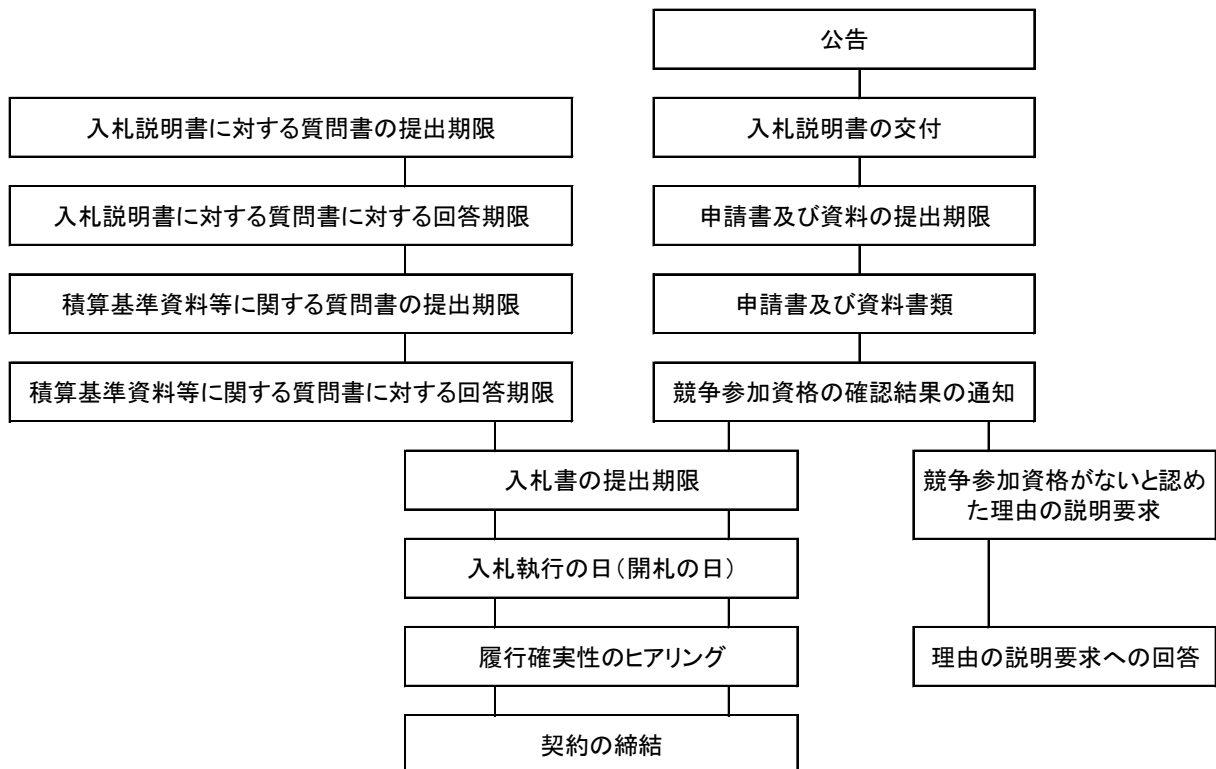 公告
入札説明書に対する質問書の提出期限
入札説明書の交付
入札説明書に対する質問書に対する回答期限
申請書及び資料の提出期限
積算基準資料等に関する質問書の提出期限
申請書及び資料書類
積算基準資料等に関する質問書に対する回答期限
競争参加資格の確認結果の通知
入札書の提出期限
競争参加資格がないと認め
た理由の説明要求
入札執行の日(開札の日)
履行確実性のヒアリング
理由の説明要求への回答
契約の締結